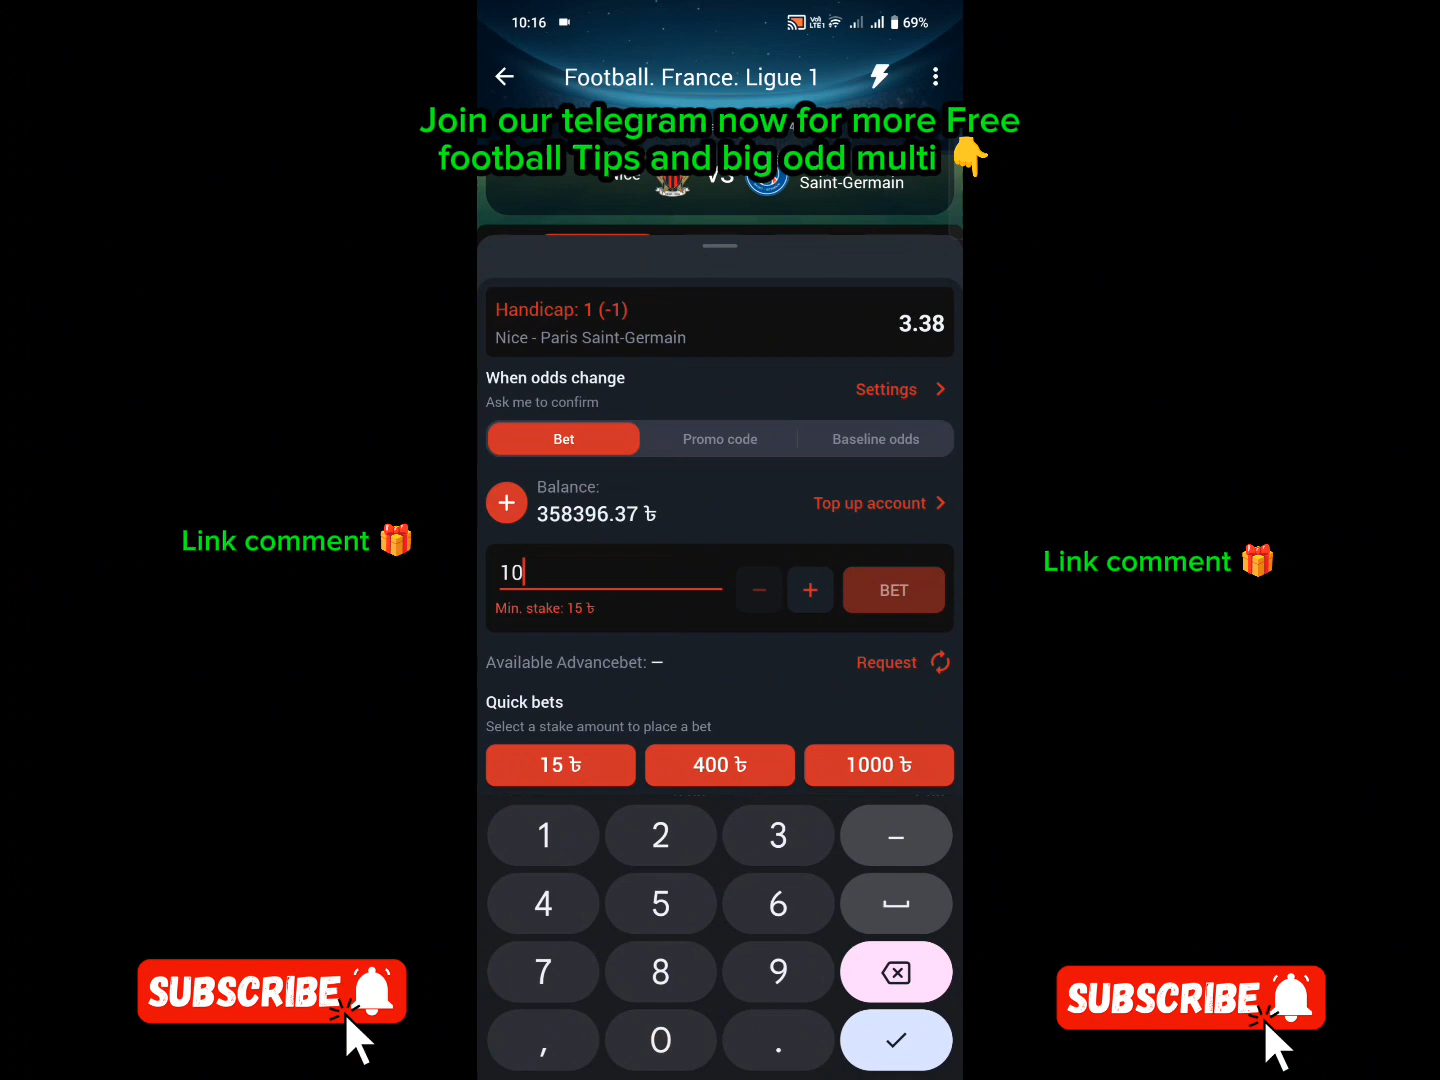 10:16
Vo)
LTE1
69%
Football. France. Ligue 1
Join our telegram now for more Free
football Tips and big odd multi 👇
Nice
VS
Saint-Germain
Handicap: 1 (-1)
3.38
Nice - Paris Saint-Germain
When odds change
Settings
Ask me to confirm
Bet
Promo code
Baseline odds
Balance:
358396.37 ৳
Top up account
Link comment 🎁
Link comment 🎁
10
BET
Min. stake: 15 ৳
Available Advancebet: —
Request
Quick bets
Select a stake amount to place a bet
15 ৳
400 ৳
1000 ৳
1
2
3
–
4
5
6
7
8
9
,
0
.
SUBSCRIBE
SUBSCRIBE